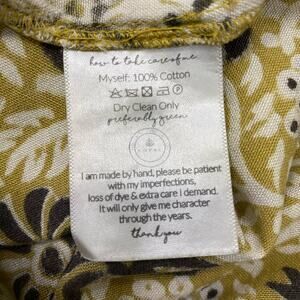 how to take care of me
Myself: 100% Cotton
Dry Clean Only
preferably green
I am made by hand, please be patient
with my imperfections,
loss of dye & extra care I demand.
It will only give me character
through the years.
thank you